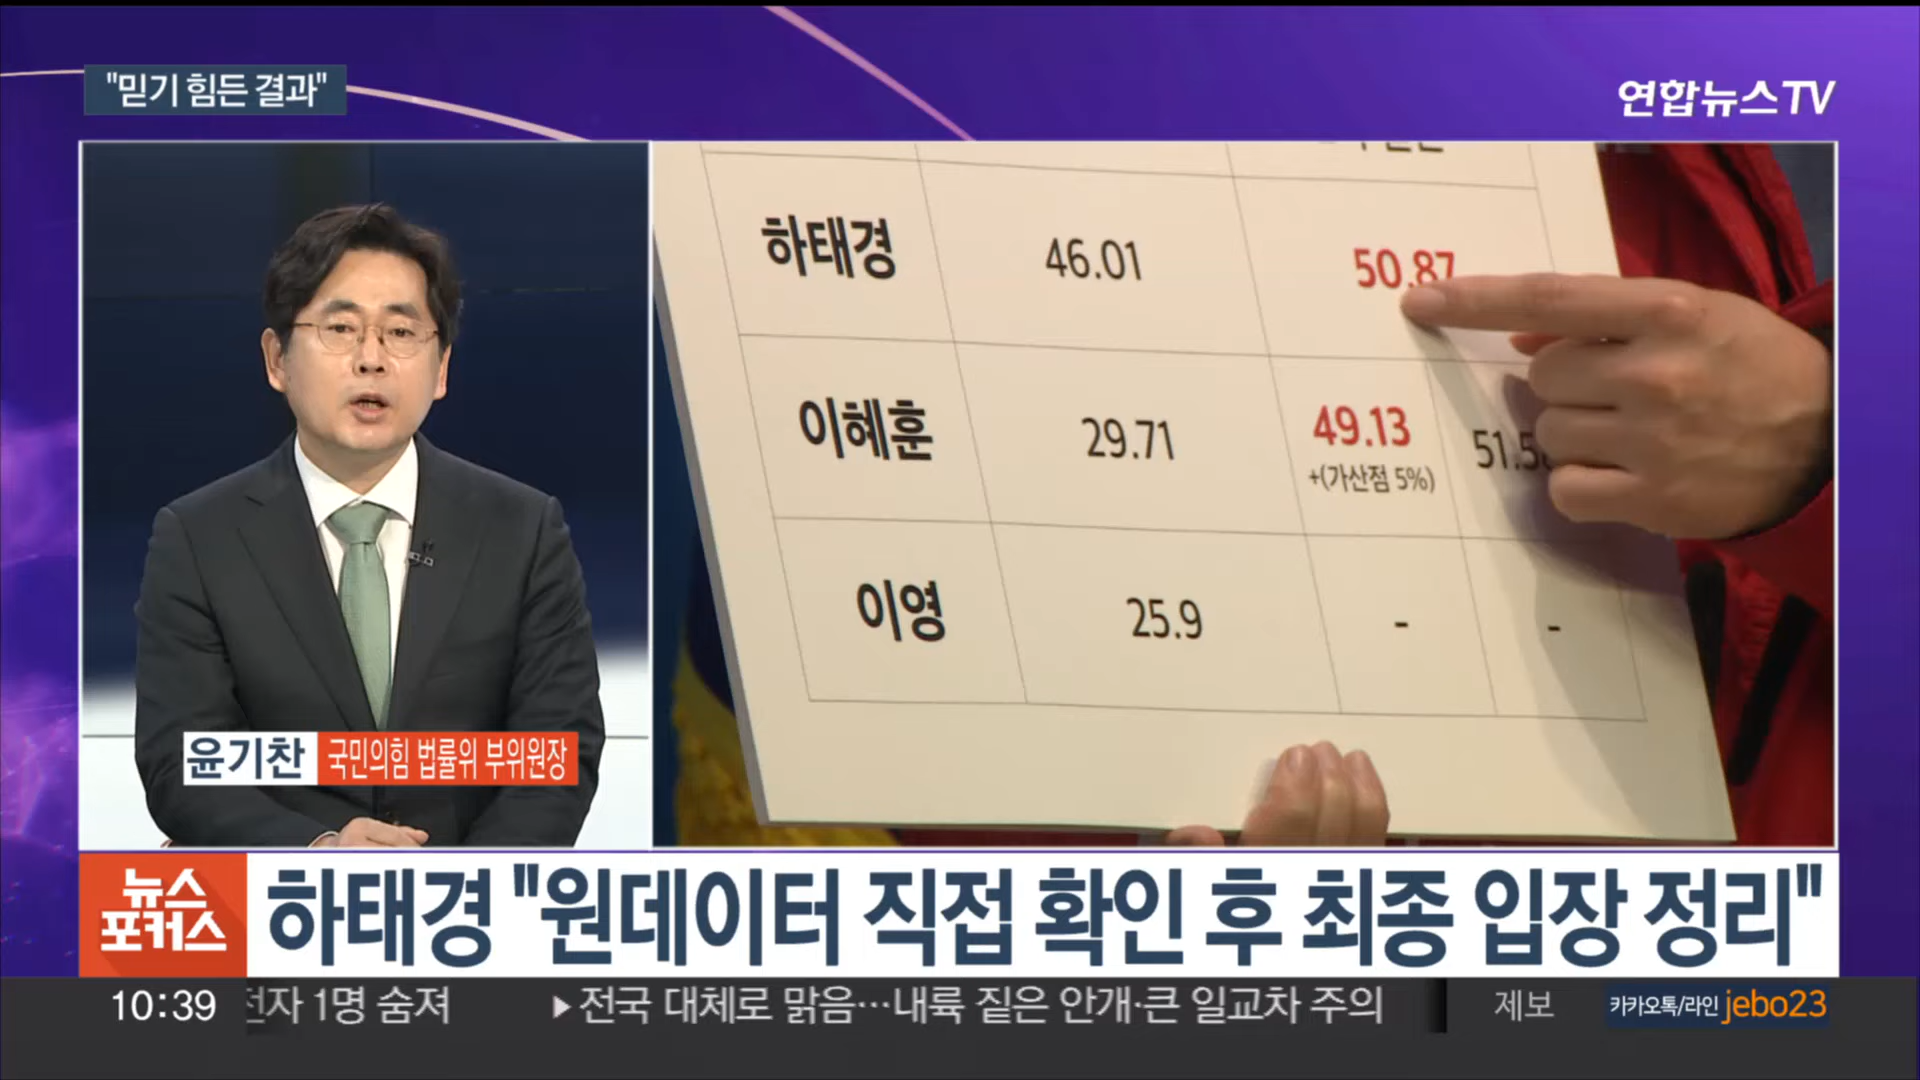 "믿기 힘든 결과"
연합뉴스TV
하태경 46.01 50.87
이혜훈 29.71 49.13
+(가산점 5%)
이영 25.9 - -
윤기찬 국민의힘 법률위 부위원장
뉴스
포커스
하태경 "원데이터 직접 확인 후 최종 입장 정리"
10:39 1명 숨져 ▶전국 대체로 맑음…내륙 짙은 안개·큰 일교차 주의 제보 카카오톡/라인 jebo23